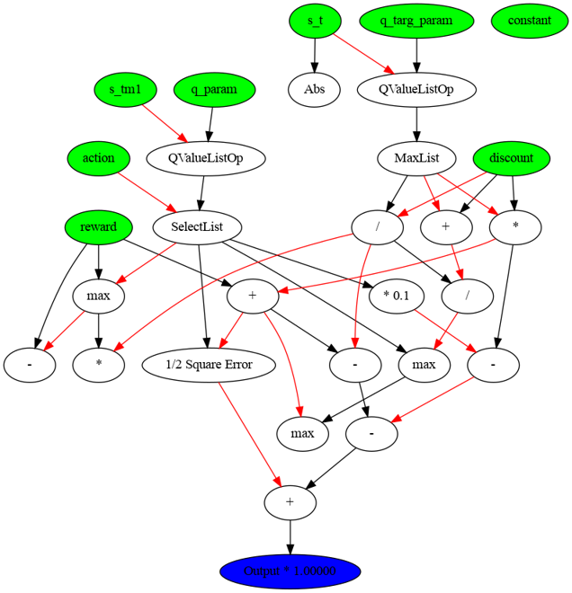 s_t
q_targ_param
constant
s_tm1
q_param
Abs
QValueListOp
action
QValueListOp
MaxList
discount
reward
SelectList
/
+
*
max
+
* 0.1
/
-
*
1/2 Square Error
-
max
-
max
-
+
Output * 1.00000